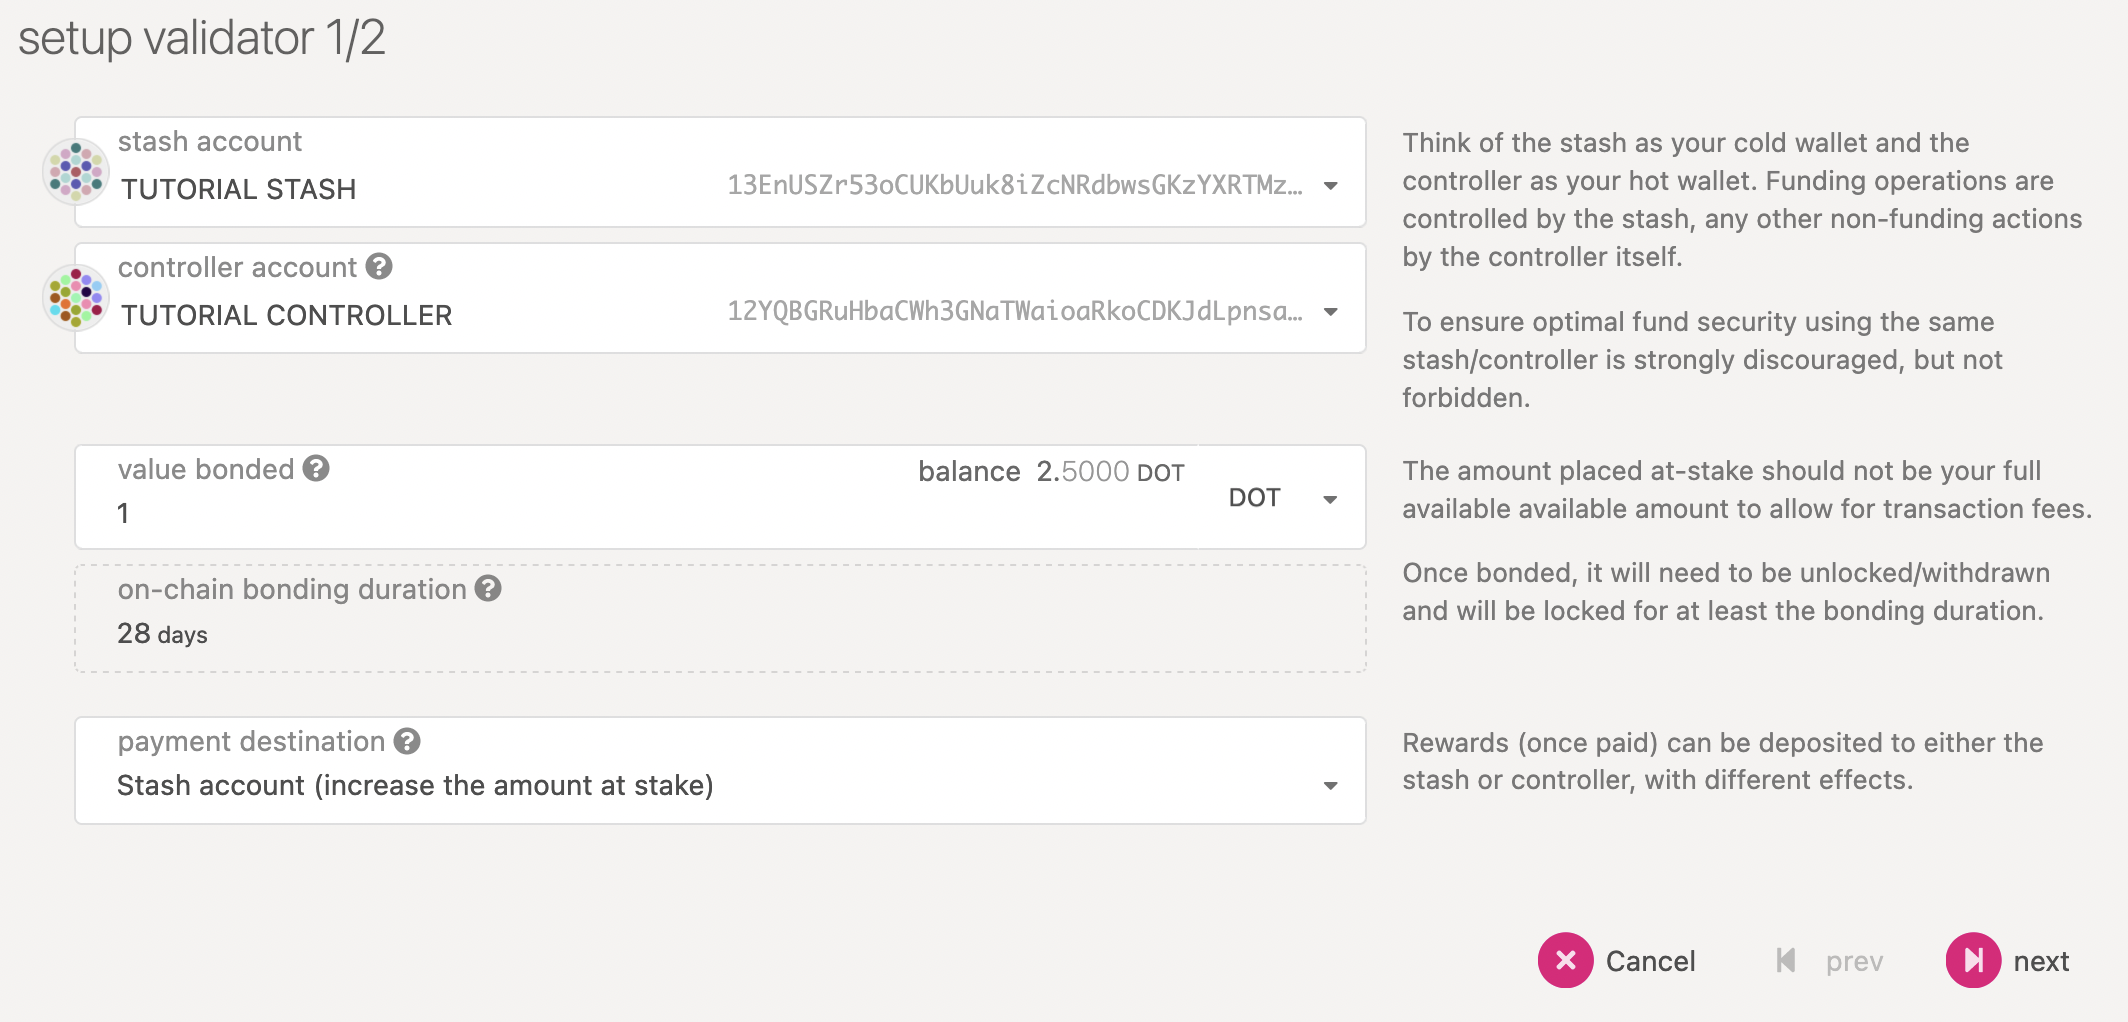 setup validator 1/2
stash account
TUTORIAL STASH
13EnUSZr53oCUKbUuk8iZcNRdbwsGKzYXRTMz…
Think of the stash as your cold wallet and the
controller as your hot wallet. Funding operations are
controlled by the stash, any other non-funding actions
by the controller itself.
controller account
TUTORIAL CONTROLLER
12YQBGRuHbaCWh3GNaTWaioaRkoCDKJdLpnsa…
To ensure optimal fund security using the same
stash/controller is strongly discouraged, but not
forbidden.
value bonded
1
balance 2.5000 DOT
DOT
The amount placed at-stake should not be your full
available available amount to allow for transaction fees.
on-chain bonding duration
28 days
Once bonded, it will need to be unlocked/withdrawn
and will be locked for at least the bonding duration.
payment destination
Stash account (increase the amount at stake)
Rewards (once paid) can be deposited to either the
stash or controller, with different effects.
Cancel
prev
next